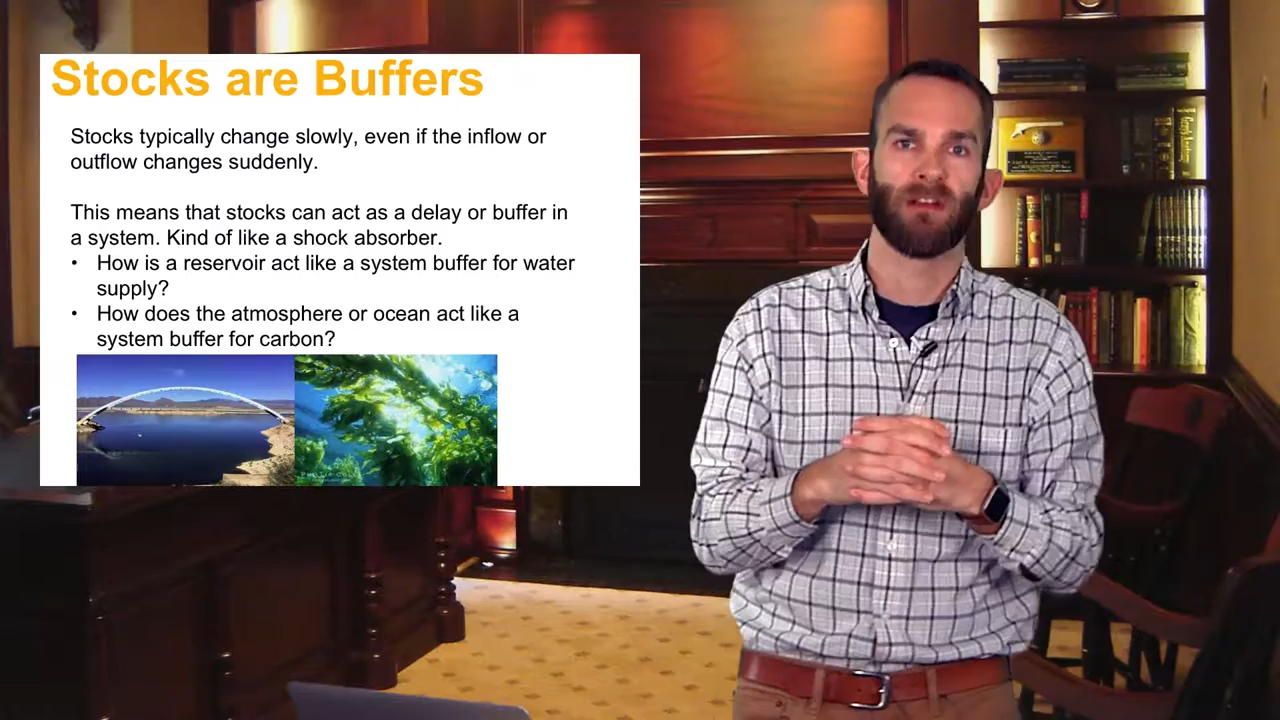 Stocks are Buffers
Stocks typically change slowly, even if the inflow or
outflow changes suddenly.
This means that stocks can act as a delay or buffer in
a system. Kind of like a shock absorber.
• How is a reservoir act like a system buffer for water
supply?
• How does the atmosphere or ocean act like a
system buffer for carbon?